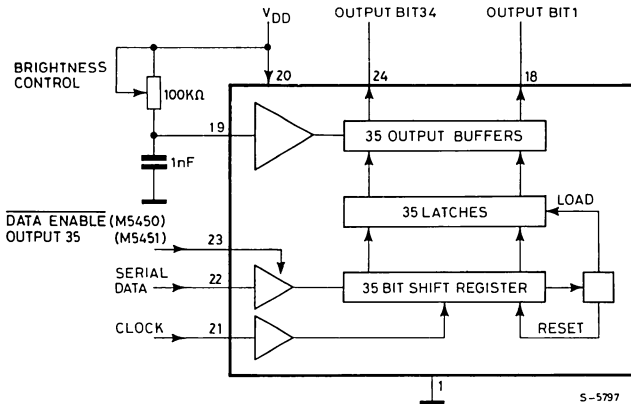 VDD
OUTPUT BIT34
OUTPUT BIT1
BRIGHTNESS
CONTROL
100KΩ
20
24
18
19
1nF
35 OUTPUT BUFFERS
35 LATCHES
LOAD
DATA ENABLE (M5450)
OUTPUT 35 (M5451)
23
SERIAL
DATA
22
35 BIT SHIFT REGISTER
CLOCK
21
RESET
1
S-5797